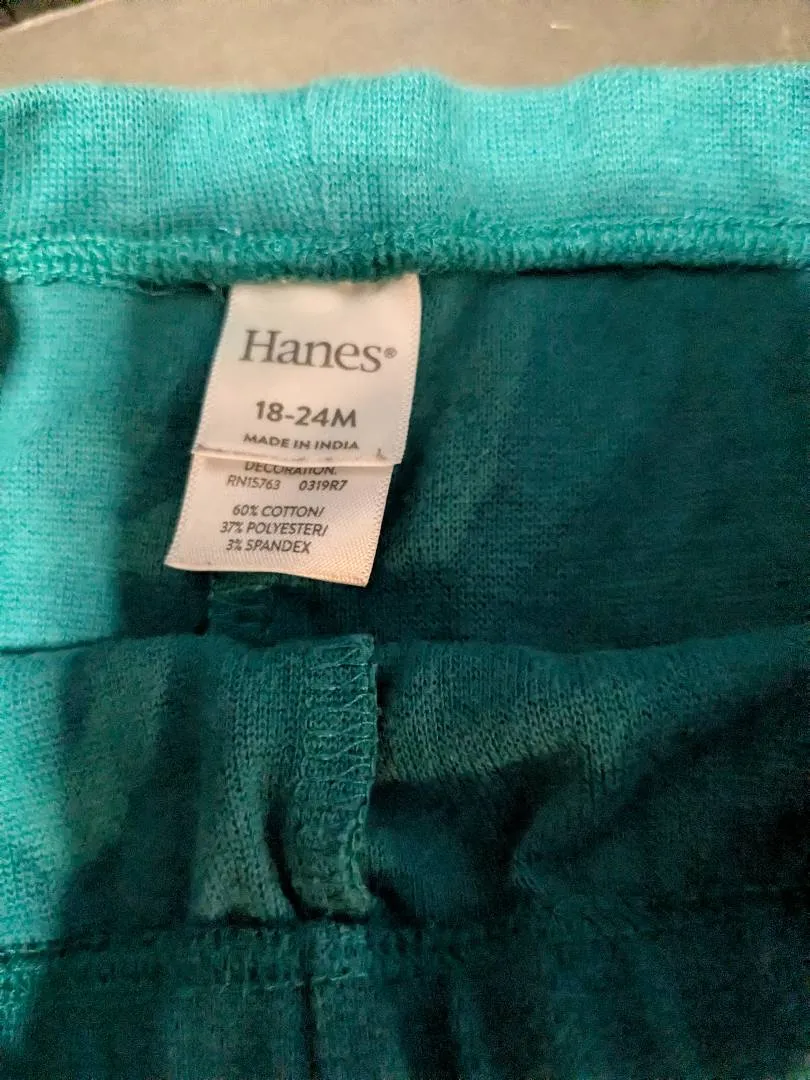 Hanes®
18-24M
MADE IN INDIA
DECORATION.
RN15763 0319R7
60% COTTON/
37% POLYESTER/
3% SPANDEX